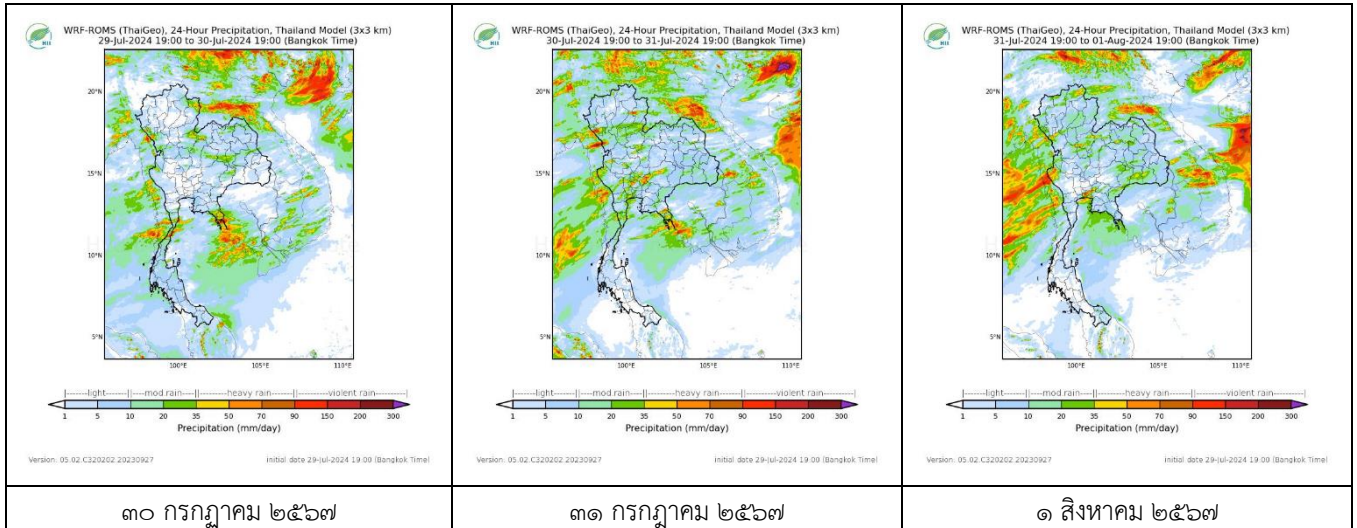 WRF-ROMS (ThaiGeo), 24-Hour Precipitation, Thailand Model (3x3 km)
29-Jul-2024 19:00 to 30-Jul-2024 19:00 (Bangkok Time)
20°N
15°N
10°N
5°N
100°E 105°E 110°E
light mod rain heavy rain violent rain
1 5 10 20 35 50 70 90 150 200 300
Precipitation (mm/day)
Version: 05.02.C320202.20230927 initial date 29-Jul-2024 19:00 (Bangkok Time)
๓๐ กรกฎาคม ๒๕๖๗
WRF-ROMS (ThaiGeo), 24-Hour Precipitation, Thailand Model (3x3 km)
30-Jul-2024 19:00 to 31-Jul-2024 19:00 (Bangkok Time)
20°N
15°N
10°N
5°N
100°E 105°E 110°E
light mod rain heavy rain violent rain
1 5 10 20 35 50 70 90 150 200 300
Precipitation (mm/day)
Version: 05.02.C320202.20230927 initial date 29-Jul-2024 19:00 (Bangkok Time)
๓๑ กรกฎาคม ๒๕๖๗
WRF-ROMS (ThaiGeo), 24-Hour Precipitation, Thailand Model (3x3 km)
31-Jul-2024 19:00 to 01-Aug-2024 19:00 (Bangkok Time)
20°N
15°N
10°N
5°N
100°E 105°E 110°E
light mod rain heavy rain violent rain
1 5 10 20 35 50 70 90 150 200 300
Precipitation (mm/day)
Version: 05.02.C320202.20230927 initial date 29-Jul-2024 19:00 (Bangkok Time)
๑ สิงหาคม ๒๕๖๗